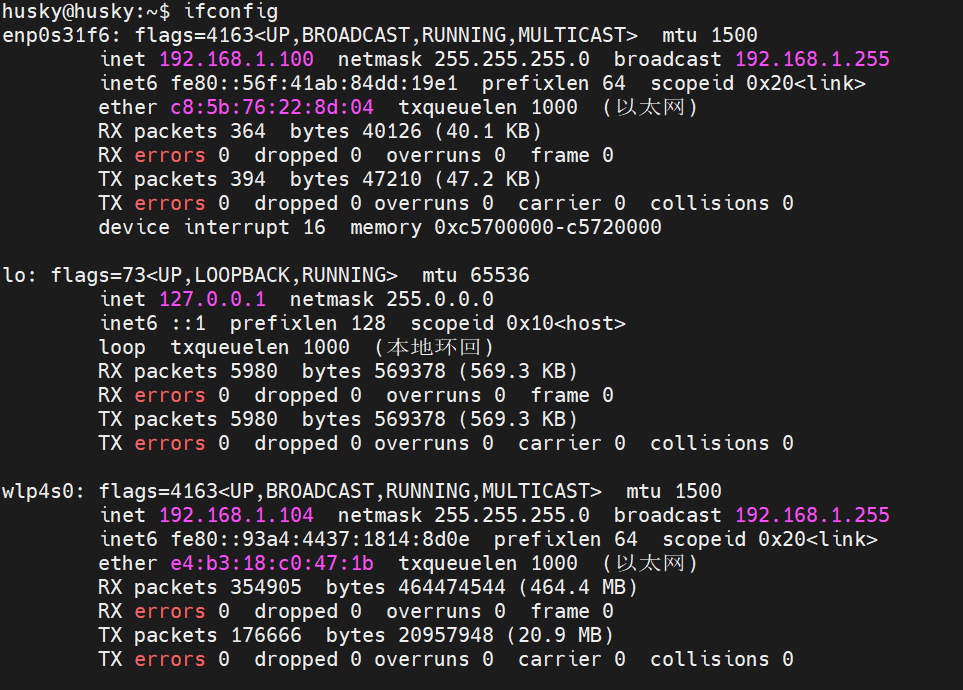 husky@husky:~$ ifconfig
enp0s31f6: flags=4163<UP,BROADCAST,RUNNING,MULTICAST>  mtu 1500
        inet 192.168.1.100  netmask 255.255.255.0  broadcast 192.168.1.255
        inet6 fe80::56f:41ab:84dd:19e1  prefixlen 64  scopeid 0x20<link>
        ether c8:5b:76:22:8d:04  txqueuelen 1000  (以太网)
        RX packets 364  bytes 40126 (40.1 KB)
        RX errors 0  dropped 0  overruns 0  frame 0
        TX packets 394  bytes 47210 (47.2 KB)
        TX errors 0  dropped 0 overruns 0  carrier 0  collisions 0
        device interrupt 16  memory 0xc5700000-c5720000

lo: flags=73<UP,LOOPBACK,RUNNING>  mtu 65536
        inet 127.0.0.1  netmask 255.0.0.0
        inet6 ::1  prefixlen 128  scopeid 0x10<host>
        loop  txqueuelen 1000  (本地环回)
        RX packets 5980  bytes 569378 (569.3 KB)
        RX errors 0  dropped 0  overruns 0  frame 0
        TX packets 5980  bytes 569378 (569.3 KB)
        TX errors 0  dropped 0 overruns 0  carrier 0  collisions 0

wlp4s0: flags=4163<UP,BROADCAST,RUNNING,MULTICAST>  mtu 1500
        inet 192.168.1.104  netmask 255.255.255.0  broadcast 192.168.1.255
        inet6 fe80::93a4:4437:1814:8d0e  prefixlen 64  scopeid 0x20<link>
        ether e4:b3:18:c0:47:1b  txqueuelen 1000  (以太网)
        RX packets 354905  bytes 464474544 (464.4 MB)
        RX errors 0  dropped 0  overruns 0  frame 0
        TX packets 176666  bytes 20957948 (20.9 MB)
        TX errors 0  dropped 0 overruns 0  carrier 0  collisions 0